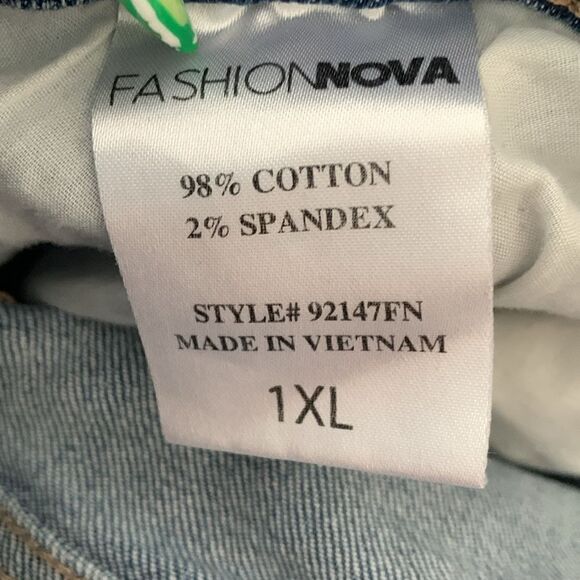 FASHIONNOVA
98% COTTON
2% SPANDEX
STYLE# 92147FN
MADE IN VIETNAM
1XL